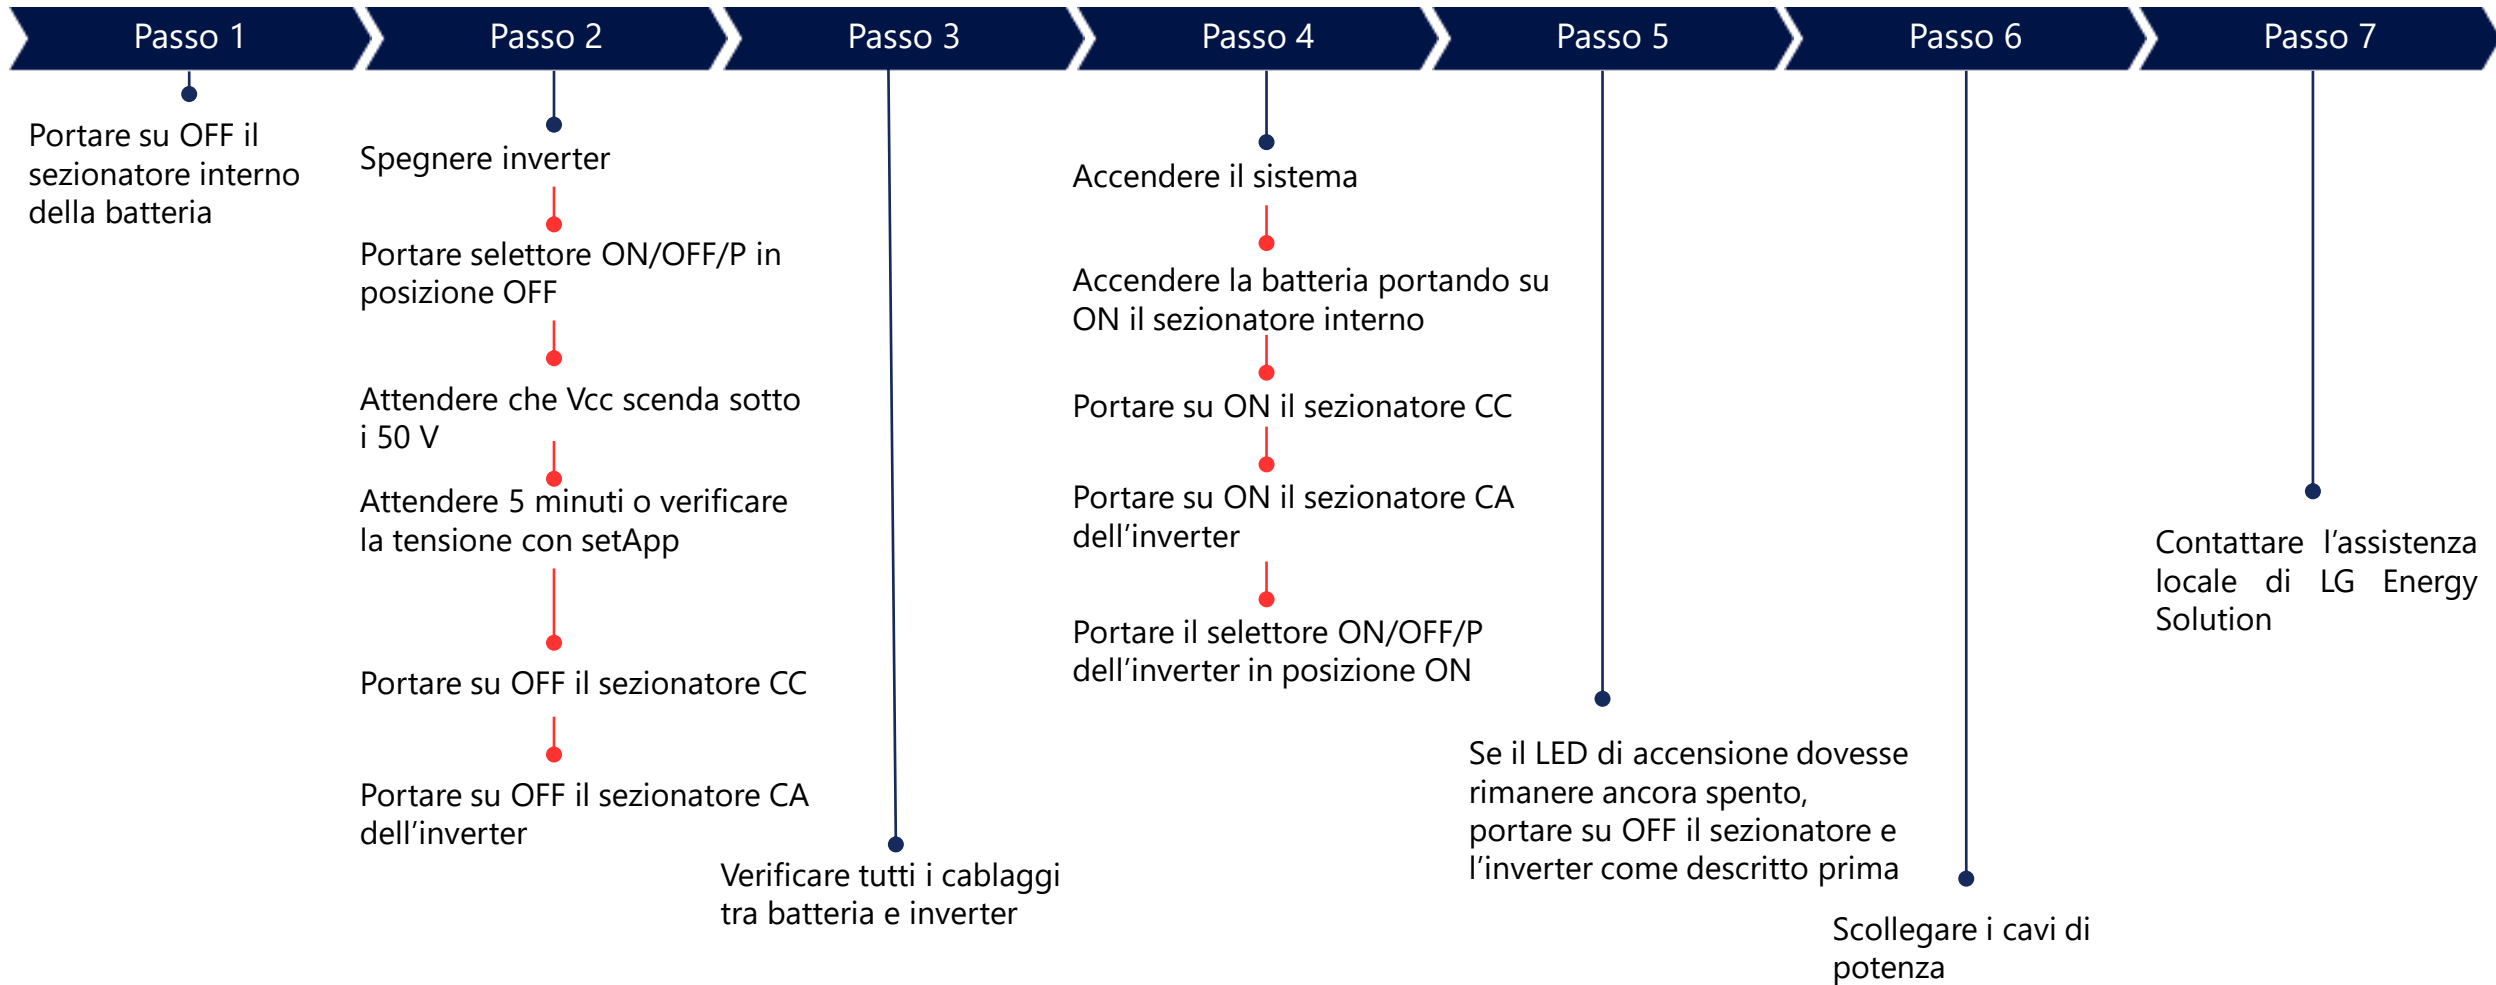 Passo 1
Passo 2
Passo 3
Passo 4
Passo 5
Passo 6
Passo 7
Portare su OFF il
sezionatore interno
della batteria
Spegnere inverter
Portare selettore ON/OFF/P in
posizione OFF
Attendere che Vcc scenda sotto
i 50 V
Attendere 5 minuti o verificare
la tensione con setApp
Portare su OFF il sezionatore CC
Portare su OFF il sezionatore CA
dell’inverter
Verificare tutti i cablaggi
tra batteria e inverter
Accendere il sistema
Accendere la batteria portando su
ON il sezionatore interno
Portare su ON il sezionatore CC
Portare su ON il sezionatore CA
dell’inverter
Portare il selettore ON/OFF/P
dell’inverter in posizione ON
Se il LED di accensione dovesse
rimanere ancora spento,
portare su OFF il sezionatore e
l’inverter come descritto prima
Scollegare i cavi di
potenza
Contattare l’assistenza
locale di LG Energy
Solution